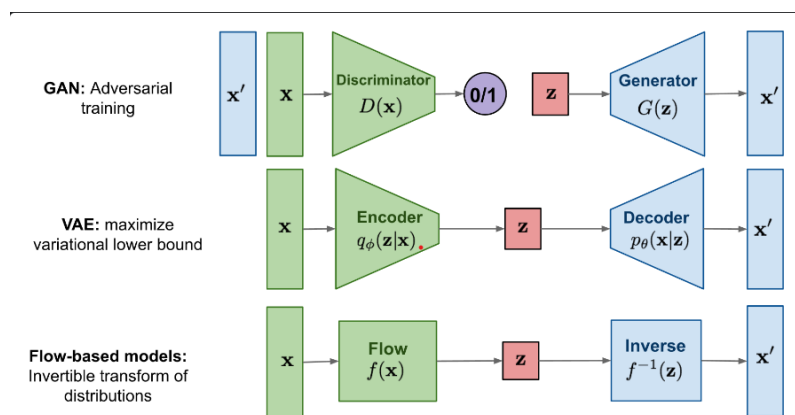 GAN: Adversarial
training
x′
x
Discriminator
D(x)
0/1
z
Generator
G(z)
x′
VAE: maximize
variational lower bound
x
Encoder
qϕ(z|x)
z
Decoder
pθ(x|z)
x′
Flow-based models:
Invertible transform of
distributions
x
Flow
f(x)
z
Inverse
f⁻¹(z)
x′